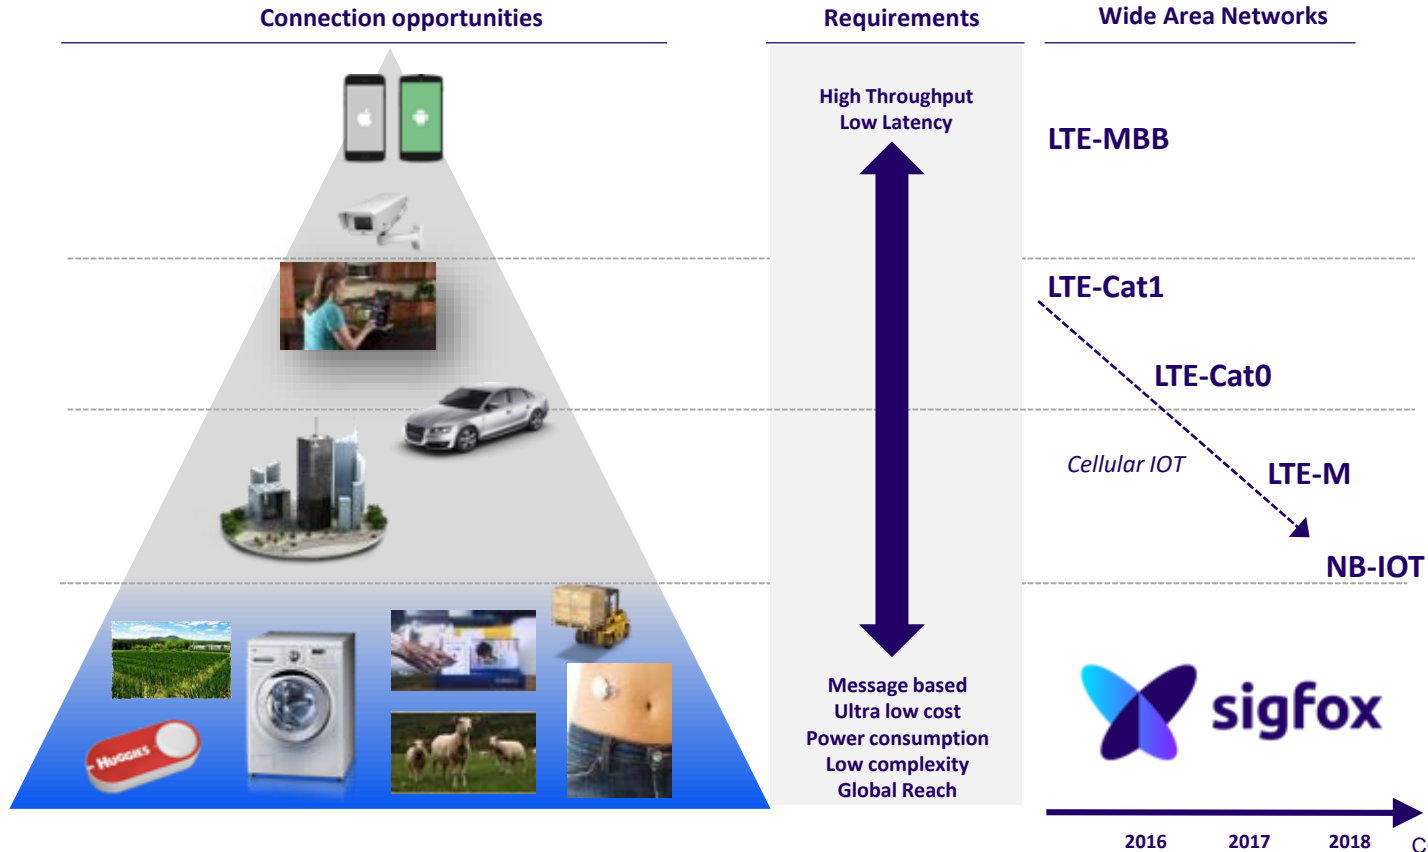 Connection opportunities
Requirements
Wide Area Networks
High Throughput
Low Latency
LTE-MBB
LTE-Cat1
LTE-Cat0
Cellular IOT
LTE-M
NB-IOT
Message based
Ultra low cost
Power consumption
Low complexity
Global Reach
sigfox
HUGGIES
2016
2017
2018
C